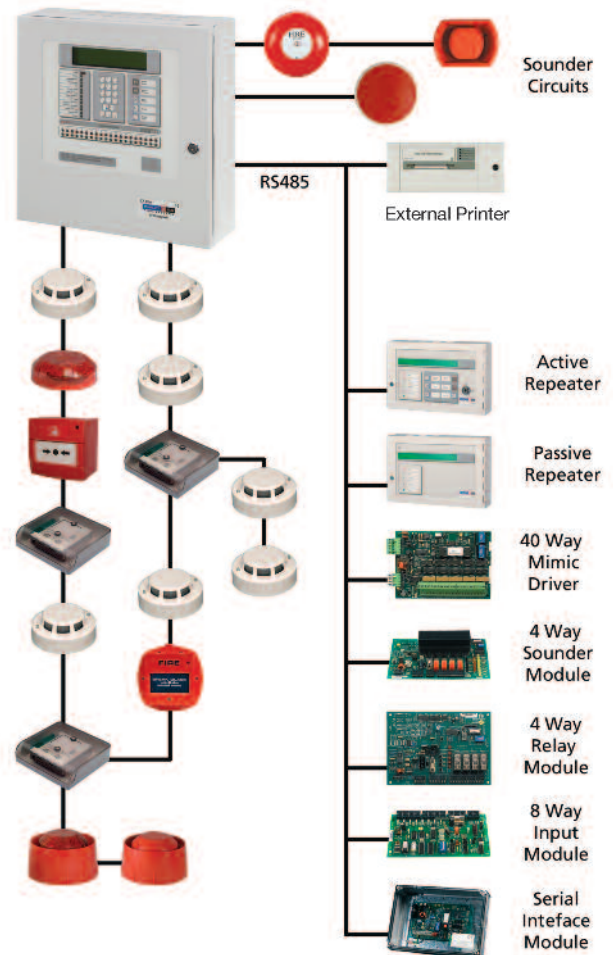 FIRE
Sounder
Circuits
RS485
External Printer
Active
Repeater
Passive
Repeater
40 Way
Mimic
Driver
4 Way
Sounder
Module
FIRE
4 Way
Relay
Module
8 Way
Input
Module
Serial
Inteface
Module